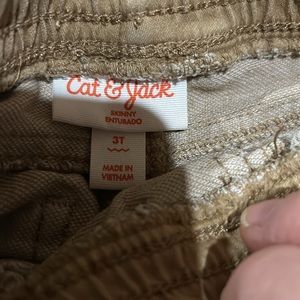 Cat & Jack
SKINNY
ENTUBADO
3T
MADE IN
VIETNAM